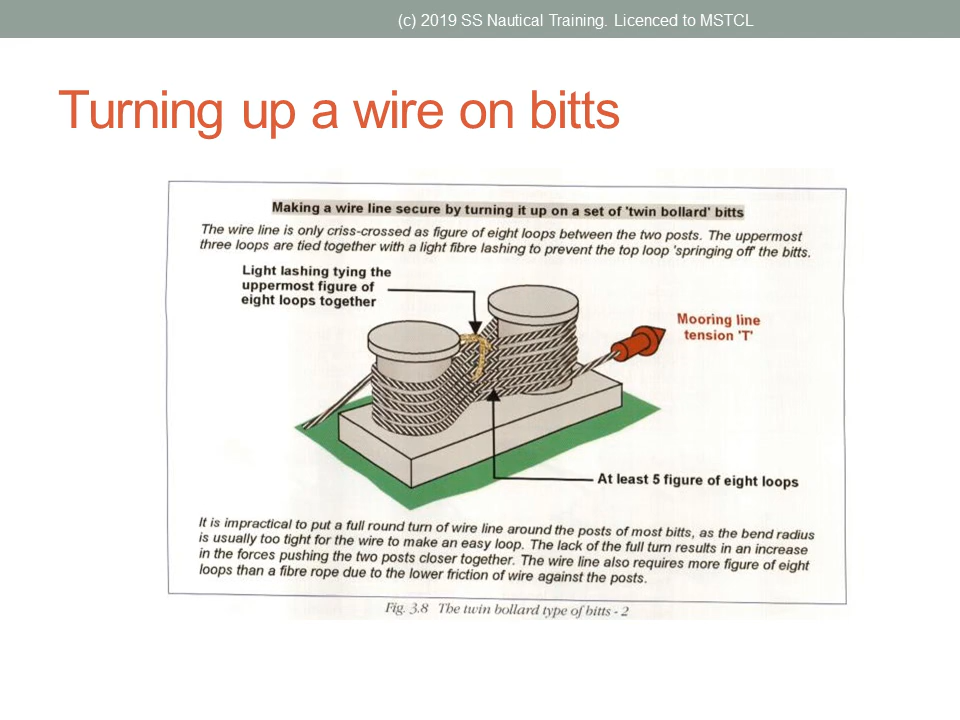 (c) 2019 SS Nautical Training. Licenced to MSTCL
Turning up a wire on bitts
Making a wire line secure by turning it up on a set of 'twin bollard' bitts
The wire line is only criss-crossed as figure of eight loops between the two posts. The uppermost
three loops are tied together with a light fibre lashing to prevent the top loop 'springing off' the bitts.
Light lashing tying the
uppermost figure of
eight loops together
Mooring line
tension 'T'
At least 5 figure of eight loops
It is impractical to put a full round turn of wire line around the posts of most bitts, as the bend radius
is usually too tight for the wire to make an easy loop. The lack of the full turn results in an increase
in the forces pushing the two posts closer together. The wire line also requires more figure of eight
loops than a fibre rope due to the lower friction of wire against the posts.
Fig. 3.8 The twin bollard type of bitts - 2